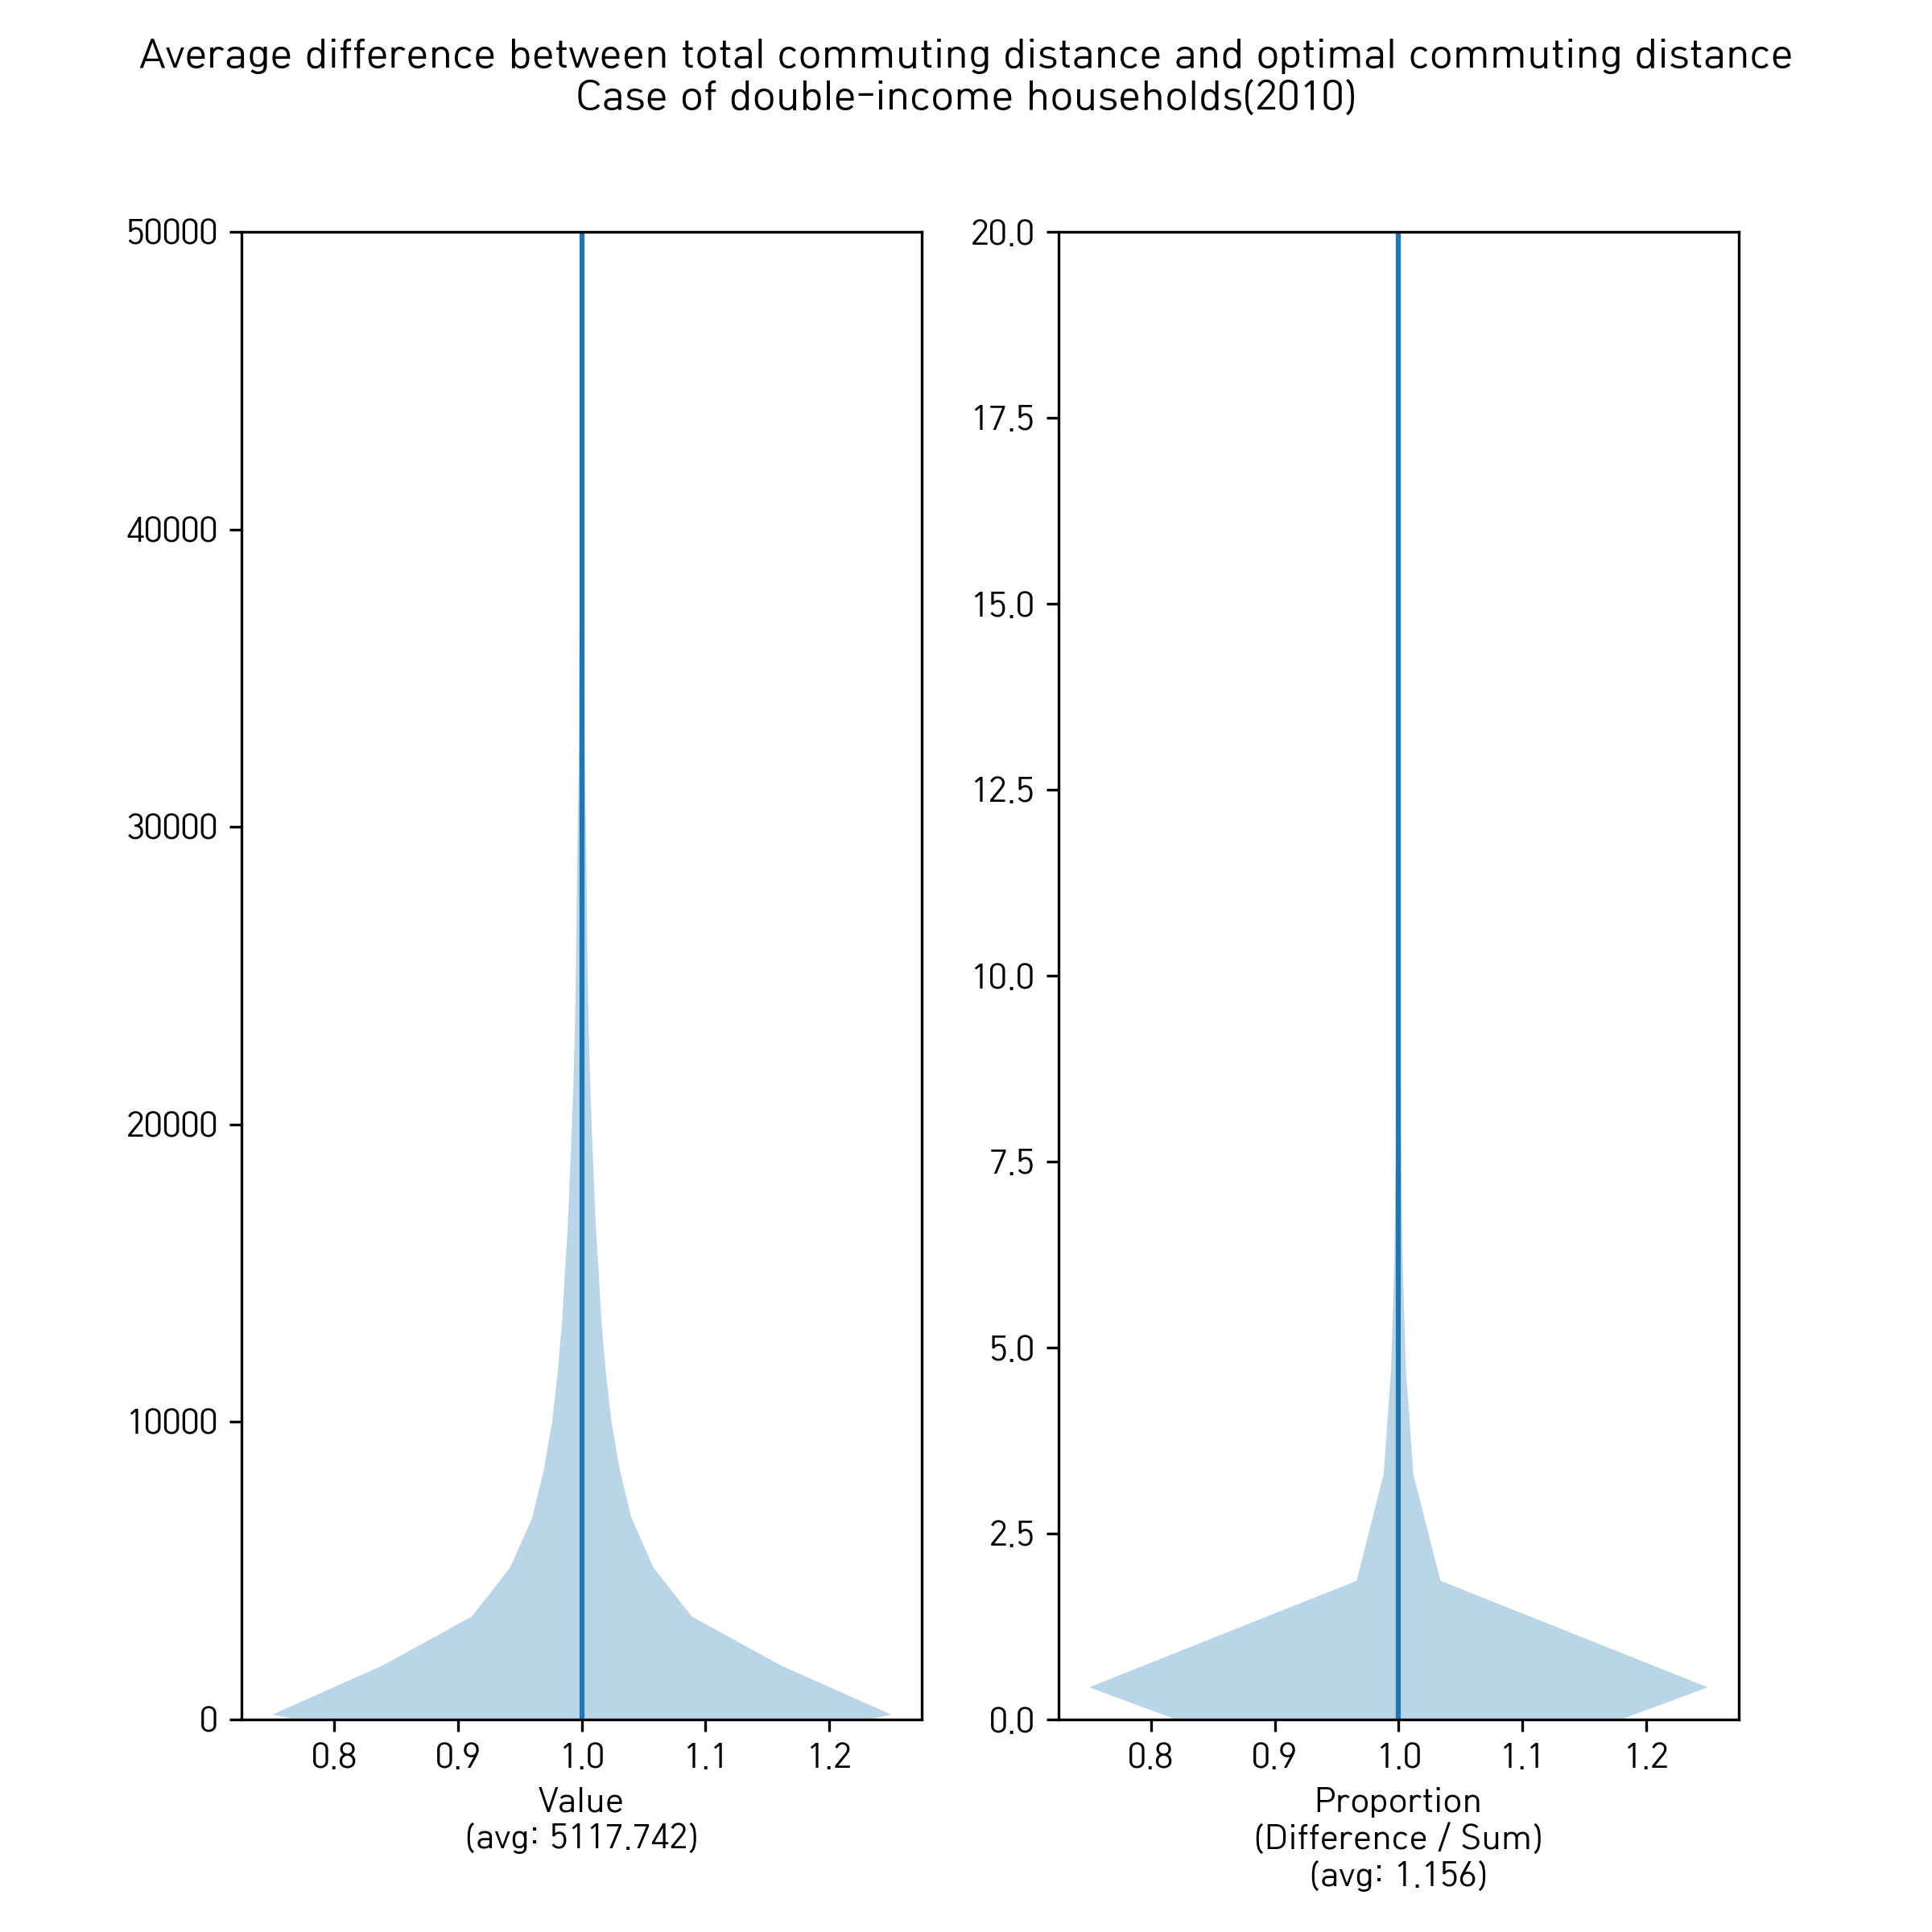 Average difference between total commuting distance and optimal commuting distance
Case of double-income households(2010)
50000
40000
30000
20000
10000
0
0.8 0.9 1.0 1.1 1.2
Value
(avg: 5117.742)
20.0
17.5
15.0
12.5
10.0
7.5
5.0
2.5
0.0
0.8 0.9 1.0 1.1 1.2
Proportion
(Difference / Sum)
(avg: 1.156)